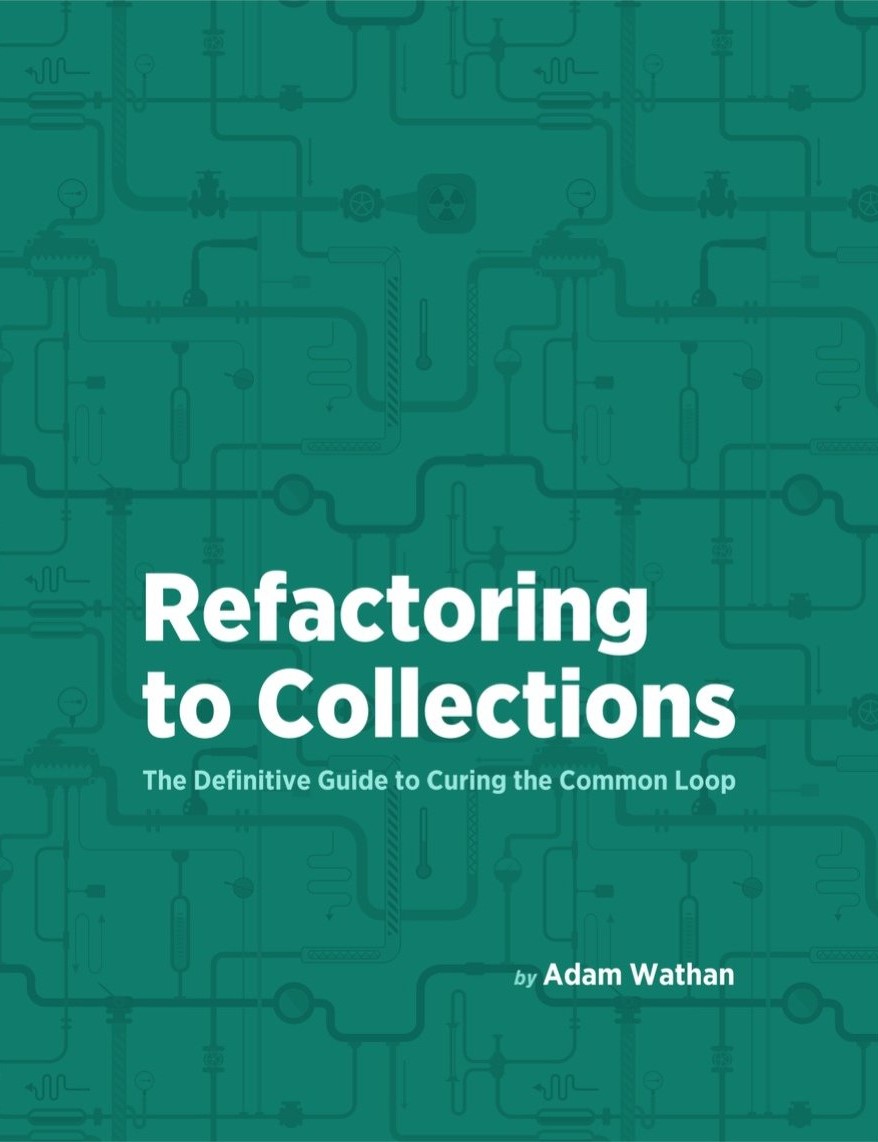 Refactoring
to Collections
The Definitive Guide to Curing the Common Loop
by Adam Wathan